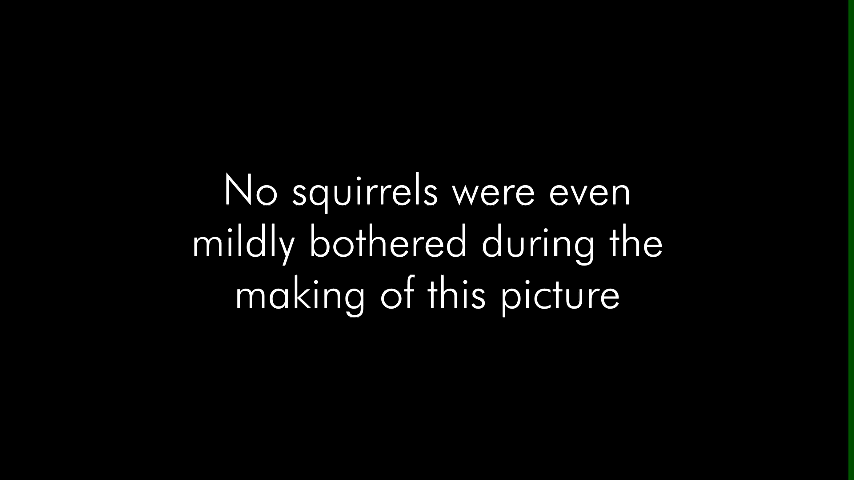 No squirrels were even
mildly bothered during the
making of this picture